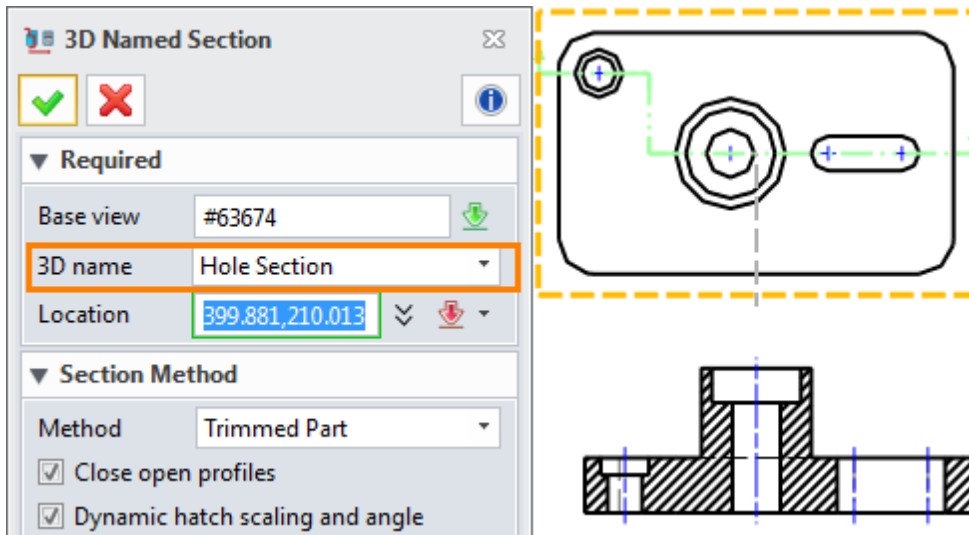 3D Named Section
Required
Base view #63674
3D name Hole Section
Location 399.881,210.013
Section Method
Method Trimmed Part
Close open profiles
Dynamic hatch scaling and angle